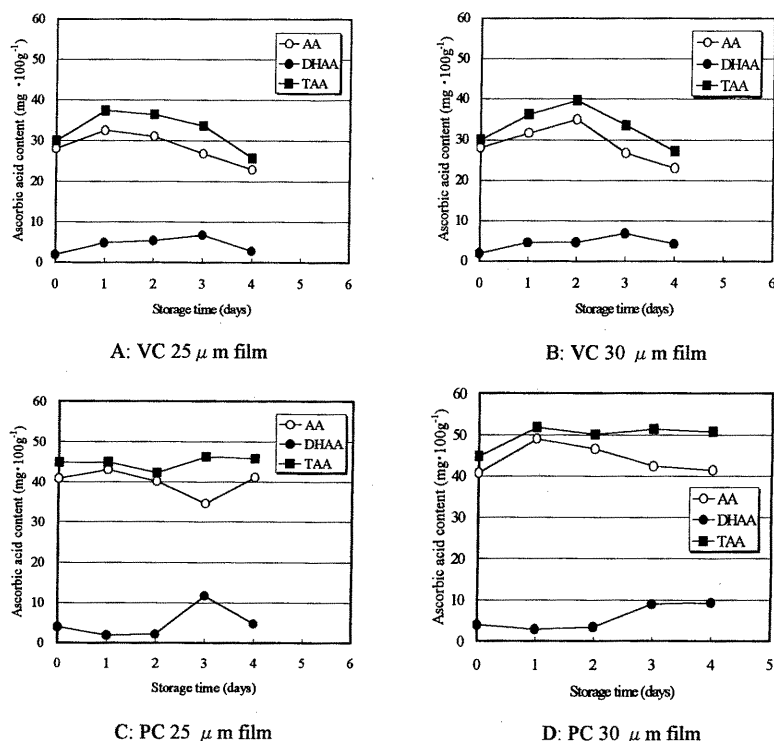 Ascorbic acid content (mg・100g⁻¹)
60
50
40
30
20
10
0
AA
DHAA
TAA
0 1 2 3 4 5 6
Storage time (days)
A: VC 25 μ m film
Ascorbic acid content (mg・100g⁻¹)
60
50
40
30
20
10
0
AA
DHAA
TAA
0 1 2 3 4 5 6
Storage time (days)
B: VC 30 μ m film
Ascorbic acid content (mg・100g⁻¹)
60
50
40
30
20
10
0
AA
DHAA
TAA
0 1 2 3 4 5 6
Storage time (days)
C: PC 25 μ m film
Ascorbic acid content (mg・100g⁻¹)
60
50
40
30
20
10
0
AA
DHAA
TAA
0 1 2 3 4 5
Storage time (days)
D: PC 30 μ m film